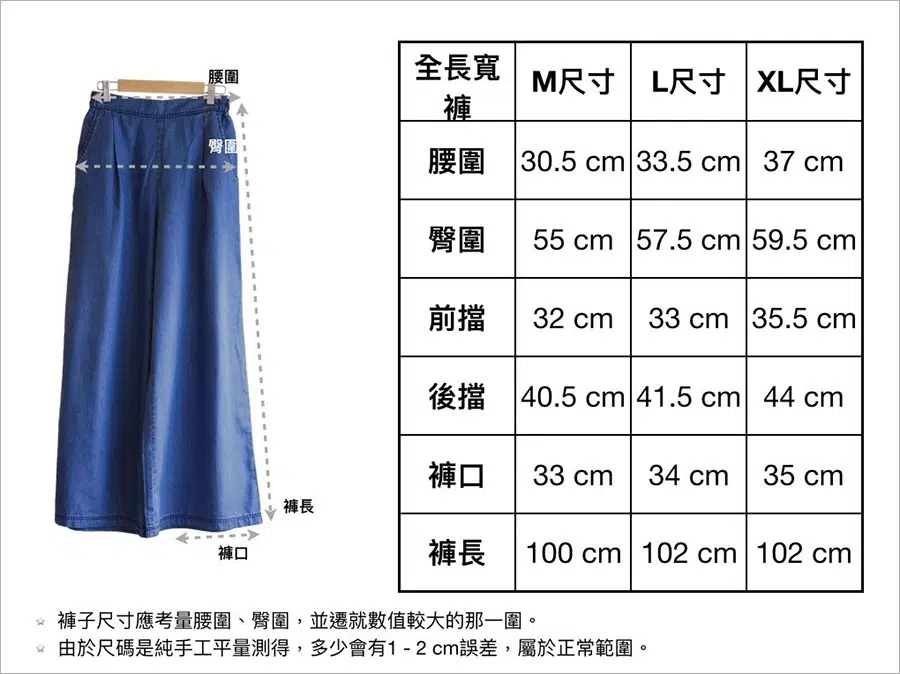 腰圍
臀圍
褲長
褲口
全長寬褲 M尺寸 L尺寸 XL尺寸
腰圍 30.5 cm 33.5 cm 37 cm
臀圍 55 cm 57.5 cm 59.5 cm
前擋 32 cm 33 cm 35.5 cm
後擋 40.5 cm 41.5 cm 44 cm
褲口 33 cm 34 cm 35 cm
褲長 100 cm 102 cm 102 cm
☆ 褲子尺寸應考量腰圍、臀圍，並遷就數值較大的那一圍。
☆ 由於尺碼是純手工平量測得，多少會有1 - 2 cm誤差，屬於正常範圍。